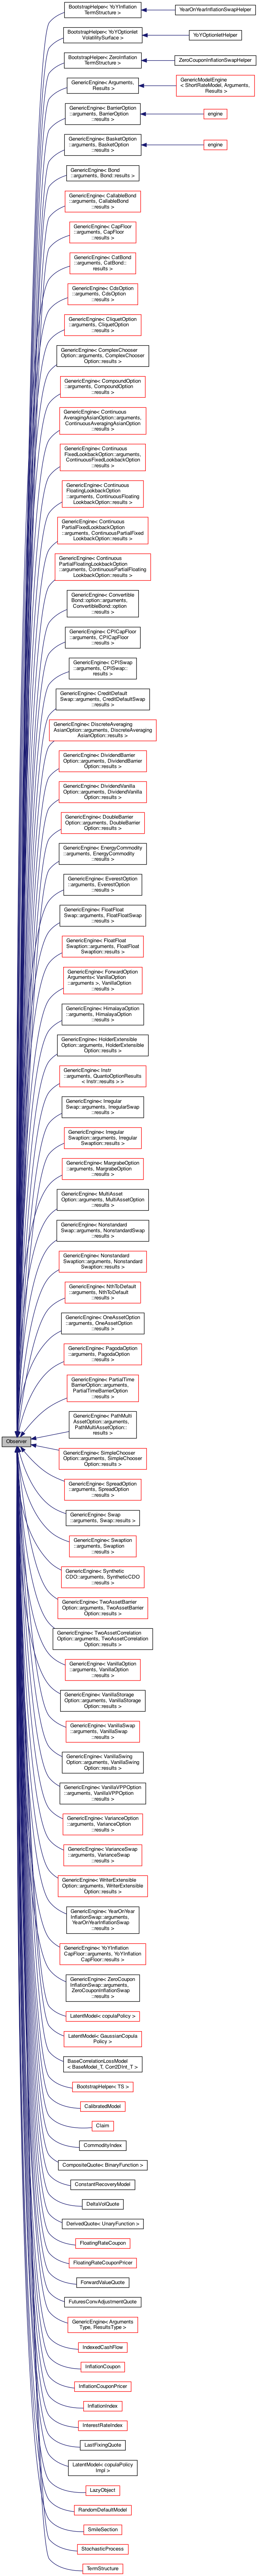 BootstrapHelper< YoYInflation
TermStructure >
YearOnYearInflationSwapHelper
BootstrapHelper< YoYOptionlet
VolatilitySurface >
YoYOptionletHelper
BootstrapHelper< ZeroInflation
TermStructure >
ZeroCouponInflationSwapHelper
GenericEngine< Arguments,
Results >
GenericModelEngine
< ShortRateModel, Arguments,
Results >
GenericEngine< BarrierOption
::arguments, BarrierOption
::results >
engine
GenericEngine< BasketOption
::arguments, BasketOption
::results >
engine
GenericEngine< Bond
::arguments, Bond::results >
GenericEngine< CallableBond
::arguments, CallableBond
::results >
GenericEngine< CapFloor
::arguments, CapFloor
::results >
GenericEngine< CatBond
::arguments, CatBond::
results >
GenericEngine< CdsOption
::arguments, CdsOption
::results >
GenericEngine< CliquetOption
::arguments, CliquetOption
::results >
GenericEngine< ComplexChooser
Option::arguments, ComplexChooser
Option::results >
GenericEngine< CompoundOption
::arguments, CompoundOption
::results >
GenericEngine< Continuous
AveragingAsianOption::arguments,
ContinuousAveragingAsianOption
::results >
GenericEngine< Continuous
FixedLookbackOption::arguments,
ContinuousFixedLookbackOption
::results >
GenericEngine< Continuous
FloatingLookbackOption
::arguments, ContinuousFloating
LookbackOption::results >
GenericEngine< Continuous
PartialFixedLookbackOption
::arguments, ContinuousPartialFixed
LookbackOption::results >
GenericEngine< Continuous
PartialFloatingLookbackOption
::arguments, ContinuousPartialFloating
LookbackOption::results >
GenericEngine< Convertible
Bond::option::arguments,
ConvertibleBond::option
::results >
GenericEngine< CPICapFloor
::arguments, CPICapFloor
::results >
GenericEngine< CPISwap
::arguments, CPISwap::
results >
GenericEngine< CreditDefault
Swap::arguments, CreditDefaultSwap
::results >
GenericEngine< DiscreteAveraging
AsianOption::arguments, DiscreteAveraging
AsianOption::results >
GenericEngine< DividendBarrier
Option::arguments, DividendBarrier
Option::results >
GenericEngine< DividendVanilla
Option::arguments, DividendVanilla
Option::results >
GenericEngine< DoubleBarrier
Option::arguments, DoubleBarrier
Option::results >
GenericEngine< EnergyCommodity
::arguments, EnergyCommodity
::results >
GenericEngine< EverestOption
::arguments, EverestOption
::results >
GenericEngine< FloatFloat
Swap::arguments, FloatFloatSwap
::results >
GenericEngine< FloatFloat
Swaption::arguments, FloatFloat
Swaption::results >
GenericEngine< ForwardOption
Arguments< VanillaOption
::arguments >, VanillaOption
::results >
GenericEngine< HimalayaOption
::arguments, HimalayaOption
::results >
GenericEngine< HolderExtensible
Option::arguments, HolderExtensible
Option::results >
GenericEngine< Instr
::arguments, QuantoOptionResults
< Instr::results > >
GenericEngine< Irregular
Swap::arguments, IrregularSwap
::results >
GenericEngine< Irregular
Swaption::arguments, Irregular
Swaption::results >
GenericEngine< MargrabeOption
::arguments, MargrabeOption
::results >
GenericEngine< MultiAsset
Option::arguments, MultiAssetOption
::results >
GenericEngine< Nonstandard
Swap::arguments, NonstandardSwap
::results >
GenericEngine< Nonstandard
Swaption::arguments, Nonstandard
Swaption::results >
GenericEngine< NthToDefault
::arguments, NthToDefault
::results >
GenericEngine< OneAssetOption
::arguments, OneAssetOption
::results >
GenericEngine< PagodaOption
::arguments, PagodaOption
::results >
GenericEngine< PartialTime
BarrierOption::arguments,
PartialTimeBarrierOption
::results >
GenericEngine< PathMulti
AssetOption::arguments,
PathMultiAssetOption::
results >
Observer
GenericEngine< SimpleChooser
Option::arguments, SimpleChooser
Option::results >
GenericEngine< SpreadOption
::arguments, SpreadOption
::results >
GenericEngine< Swap
::arguments, Swap::results >
GenericEngine< Swaption
::arguments, Swaption
::results >
GenericEngine< Synthetic
CDO::arguments, SyntheticCDO
::results >
GenericEngine< TwoAssetBarrier
Option::arguments, TwoAssetBarrier
Option::results >
GenericEngine< TwoAssetCorrelation
Option::arguments, TwoAssetCorrelation
Option::results >
GenericEngine< VanillaOption
::arguments, VanillaOption
::results >
GenericEngine< VanillaStorage
Option::arguments, VanillaStorage
Option::results >
GenericEngine< VanillaSwap
::arguments, VanillaSwap
::results >
GenericEngine< VanillaSwing
Option::arguments, VanillaSwing
Option::results >
GenericEngine< VanillaVPPOption
::arguments, VanillaVPPOption
::results >
GenericEngine< VarianceOption
::arguments, VarianceOption
::results >
GenericEngine< VarianceSwap
::arguments, VarianceSwap
::results >
GenericEngine< WriterExtensible
Option::arguments, WriterExtensible
Option::results >
GenericEngine< YearOnYear
InflationSwap::arguments,
YearOnYearInflationSwap
::results >
GenericEngine< YoYInflation
CapFloor::arguments, YoYInflation
CapFloor::results >
GenericEngine< ZeroCoupon
InflationSwap::arguments,
ZeroCouponInflationSwap
::results >
LatentModel< copulaPolicy >
LatentModel< GaussianCopula
Policy >
BaseCorrelationLossModel
< BaseModel_T, Corr2DInt_T >
BootstrapHelper< TS >
CalibratedModel
Claim
CommodityIndex
CompositeQuote< BinaryFunction >
ConstantRecoveryModel
DeltaVolQuote
DerivedQuote< UnaryFunction >
FloatingRateCoupon
FloatingRateCouponPricer
ForwardValueQuote
FuturesConvAdjustmentQuote
GenericEngine< Arguments
Type, ResultsType >
IndexedCashFlow
InflationCoupon
InflationCouponPricer
InflationIndex
InterestRateIndex
LastFixingQuote
LatentModel< copulaPolicy
Impl >
LazyObject
RandomDefaultModel
SmileSection
StochasticProcess
TermStructure